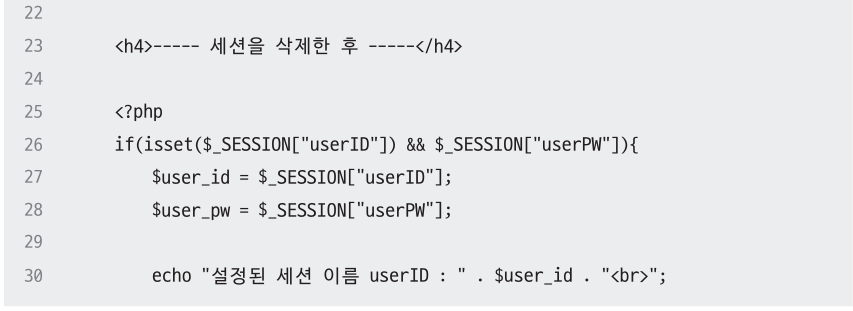 22
23 <h4>----- 세션을 삭제한 후 -----</h4>
24
25 <?php
26 if(isset($_SESSION["userID"]) && $_SESSION["userPW"]){
27 $user_id = $_SESSION["userID"];
28 $user_pw = $_SESSION["userPW"];
29
30 echo "설정된 세션 이름 userID : " . $user_id . "<br>";